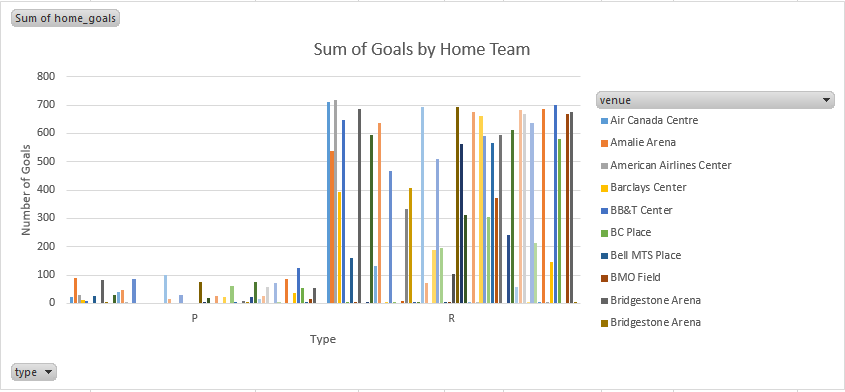 Sum of home_goals
Sum of Goals by Home Team
800
700
600
500
400
300
200
100
0
Number of Goals
P
R
Type
venue
Air Canada Centre
Amalie Arena
American Airlines Center
Barclays Center
BB&T Center
BC Place
Bell MTS Place
BMO Field
Bridgestone Arena
Bridgestone Arena
type